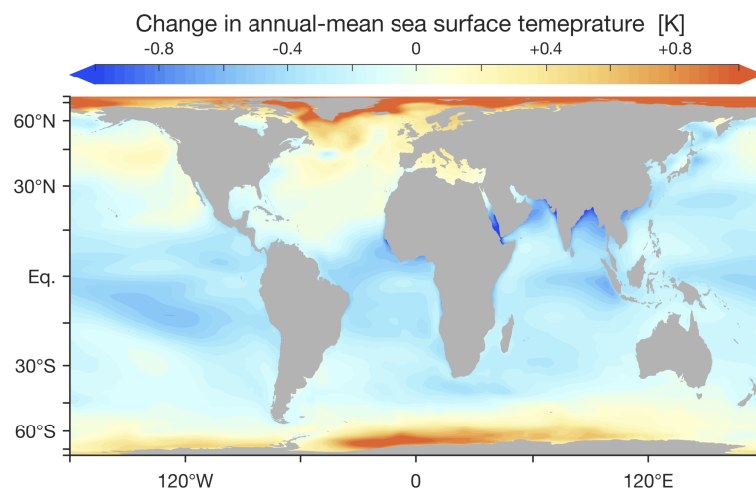 Change in annual-mean sea surface temeprature [K]
-0.8 -0.4 0 +0.4 +0.8
60°N
30°N
Eq.
30°S
60°S
120°W 0 120°E